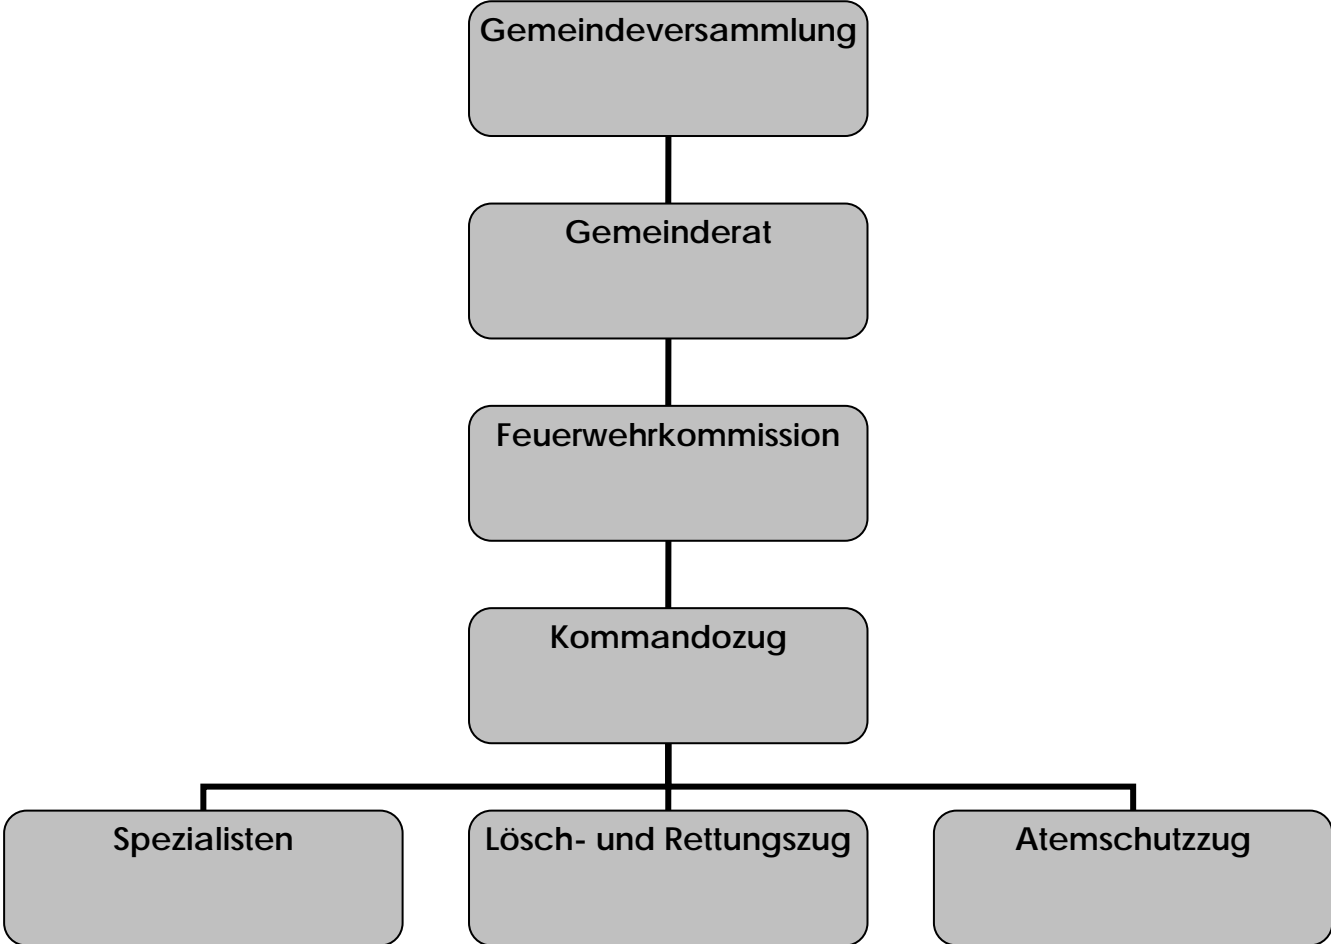 Gemeindeversammlung
Gemeinderat
Feuerwehrkommission
Kommandozug
Spezialisten
Lösch- und Rettungszug
Atemschutzzug